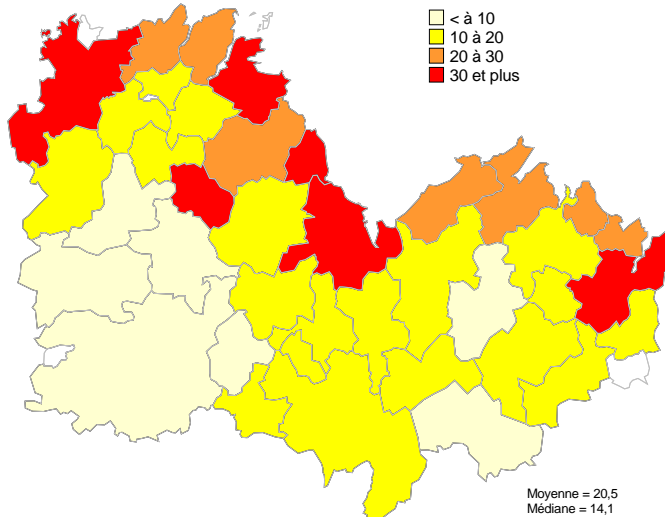 < à 10
10 à 20
20 à 30
30 et plus
Moyenne = 20,5
Médiane = 14,1